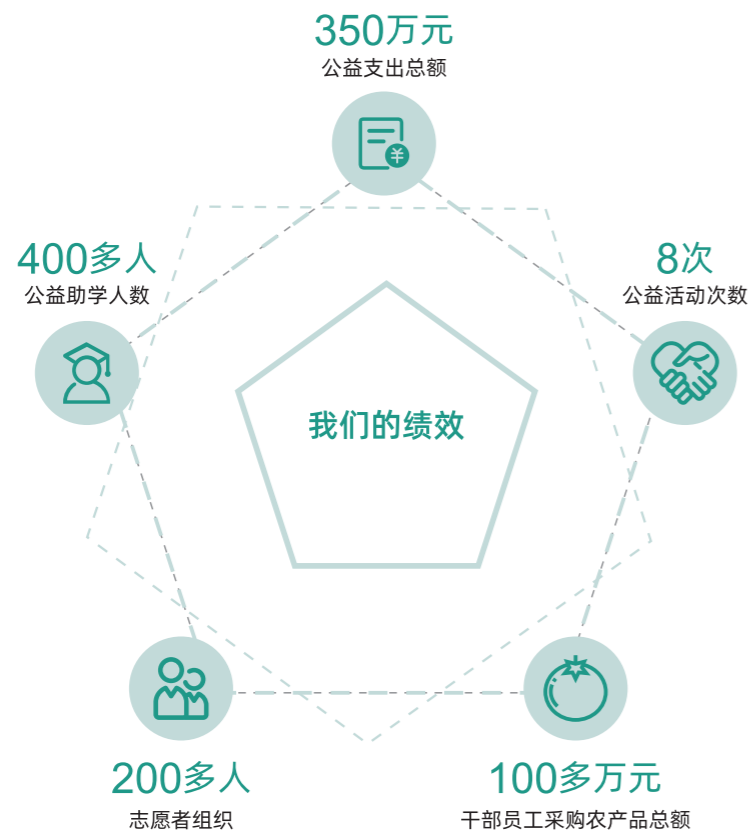 350万元
公益支出总额
400多人
公益助学人数
8次
公益活动次数
我们的绩效
200多人
志愿者组织
100多万元
干部员工采购农产品总额